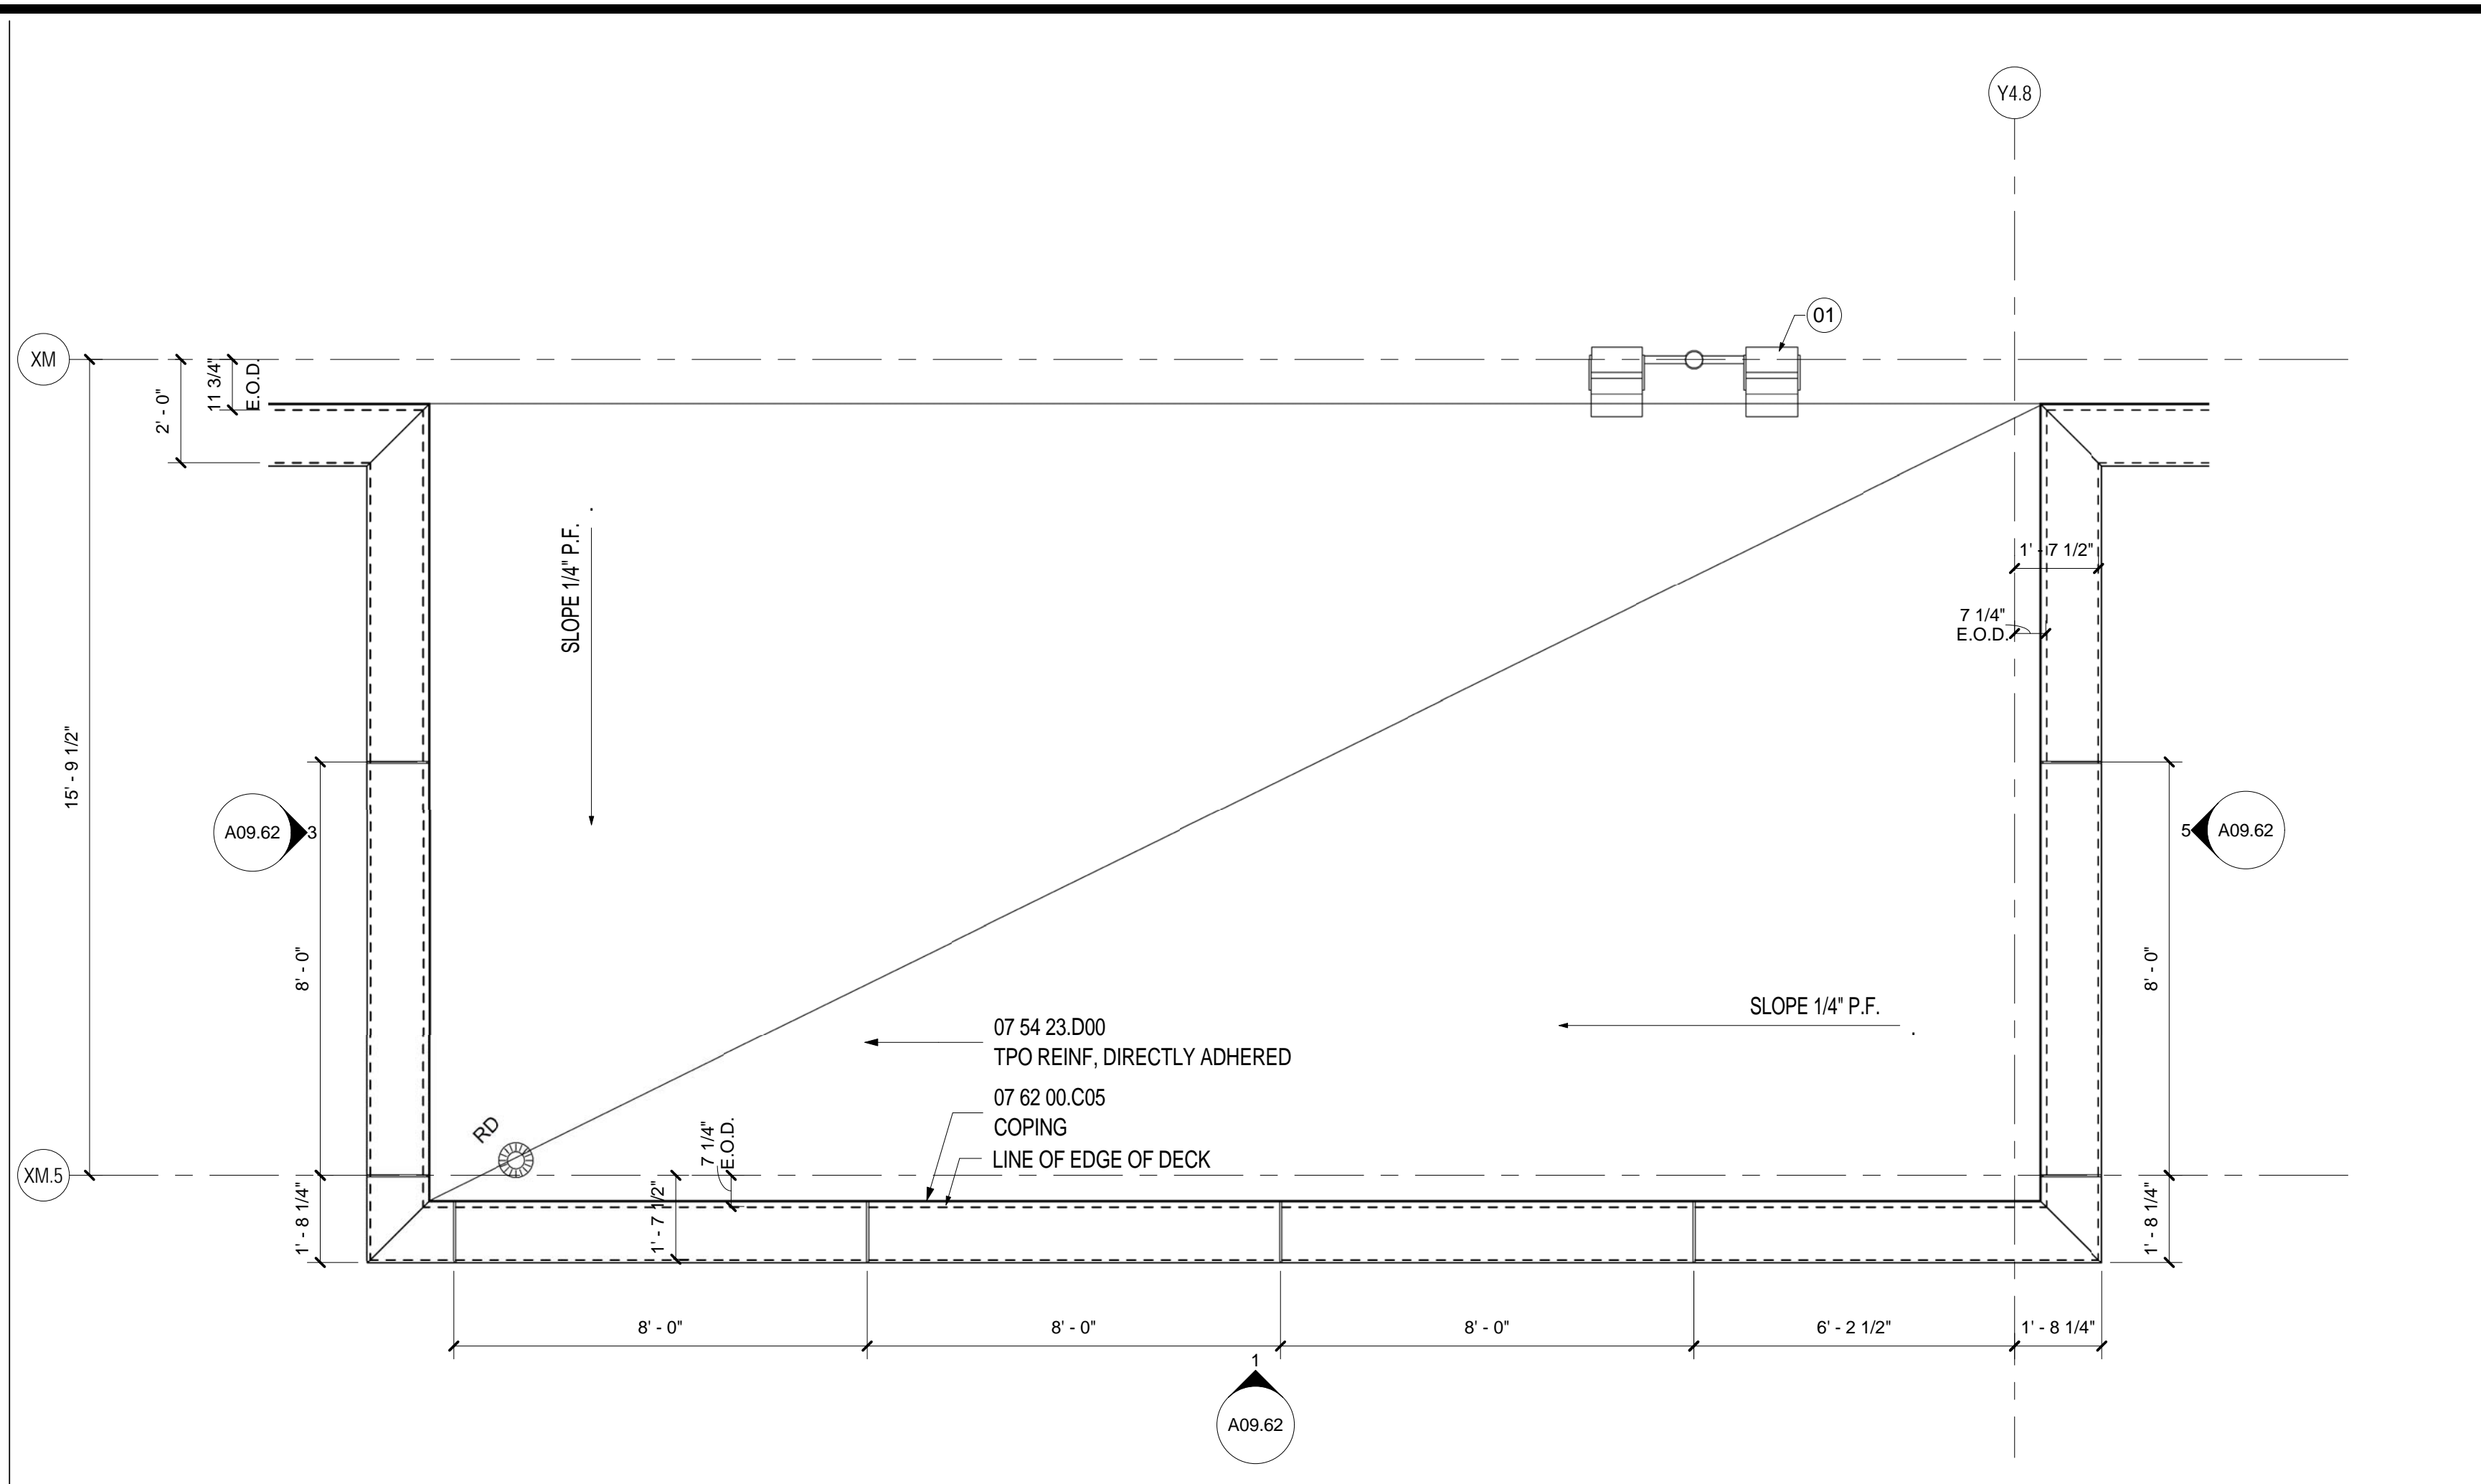 Y4.8
01
XM
11 3/4"
E.O.D.
2' - 0"
SLOPE 1/4" P.F.
1' - 7 1/2"
7 1/4"
E.O.D.
15' - 9 1/2"
A09.62
3
5
A09.62
8' - 0"
8' - 0"
SLOPE 1/4" P.F.
07 54 23.D00
TPO REINF, DIRECTLY ADHERED
07 62 00.C05
COPING
LINE OF EDGE OF DECK
RD
7 1/4"
E.O.D.
XM.5
1' - 8 1/4"
1' - 7 1/2"
1' - 8 1/4"
8' - 0"
8' - 0"
8' - 0"
6' - 2 1/2"
1' - 8 1/4"
1
A09.62